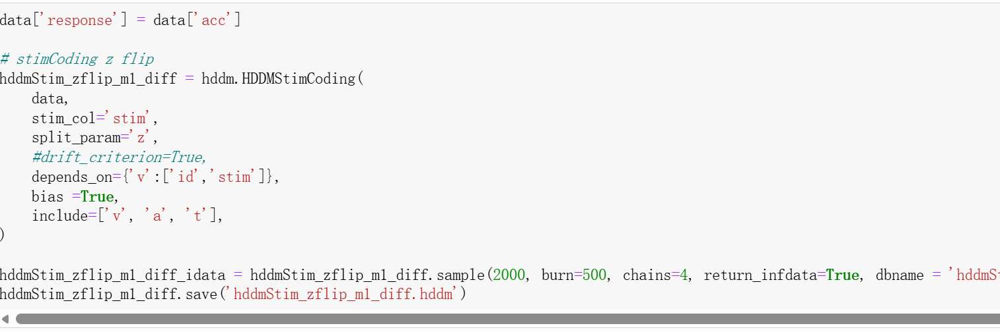 data['response'] = data['acc']
# stimCoding z flip
hddmStim_zflip_m1_diff = hddm.HDDMStimCoding(
    data,
    stim_col='stim',
    split_param='z',
    #drift_criterion=True,
    depends_on={'v':['id','stim']},
    bias =True,
    include=['v', 'a', 't'],
)
hddmStim_zflip_m1_diff_idata = hddmStim_zflip_m1_diff.sample(2000, burn=500, chains=4, return_infdata=True, dbname = 'hddmSt
hddmStim_zflip_m1_diff.save('hddmStim_zflip_m1_diff.hddm')